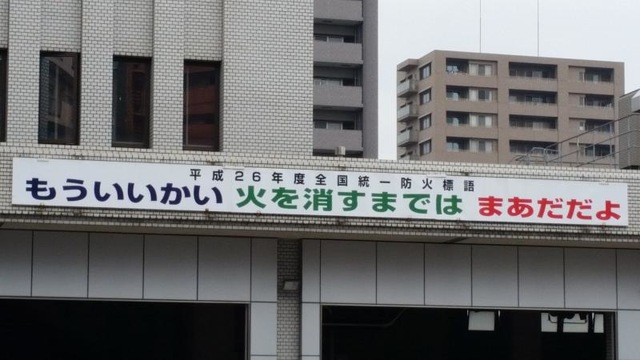 平成26年度全国統一防火標語
もういいかい 火を消すまでは まあだだよ